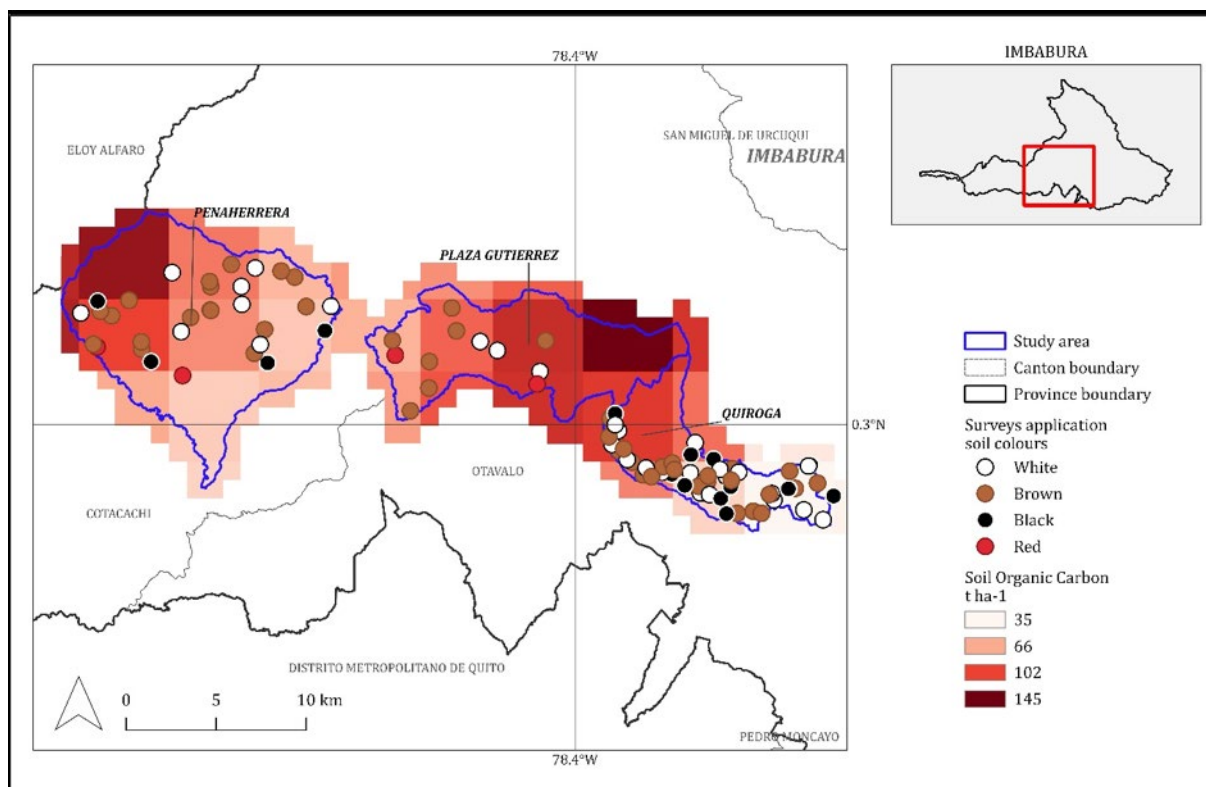 78.4°W
IMBABURA
ELOY ALFARO
SAN MIGUEL DE URCUQUI
IMBABURA
PENAHERRERA
PLAZA GUTIERREZ
Study area
Canton boundary
Province boundary
QUIROGA
0.3°N
Surveys application
soil colours
White
Brown
Black
Red
OTAVALO
COTACACHI
Soil Organic Carbon
t ha-1
35
66
102
145
DISTRITO METROPOLITANO DE QUITO
0 5 10 km
PEDRO MONCAYO
78.4°W